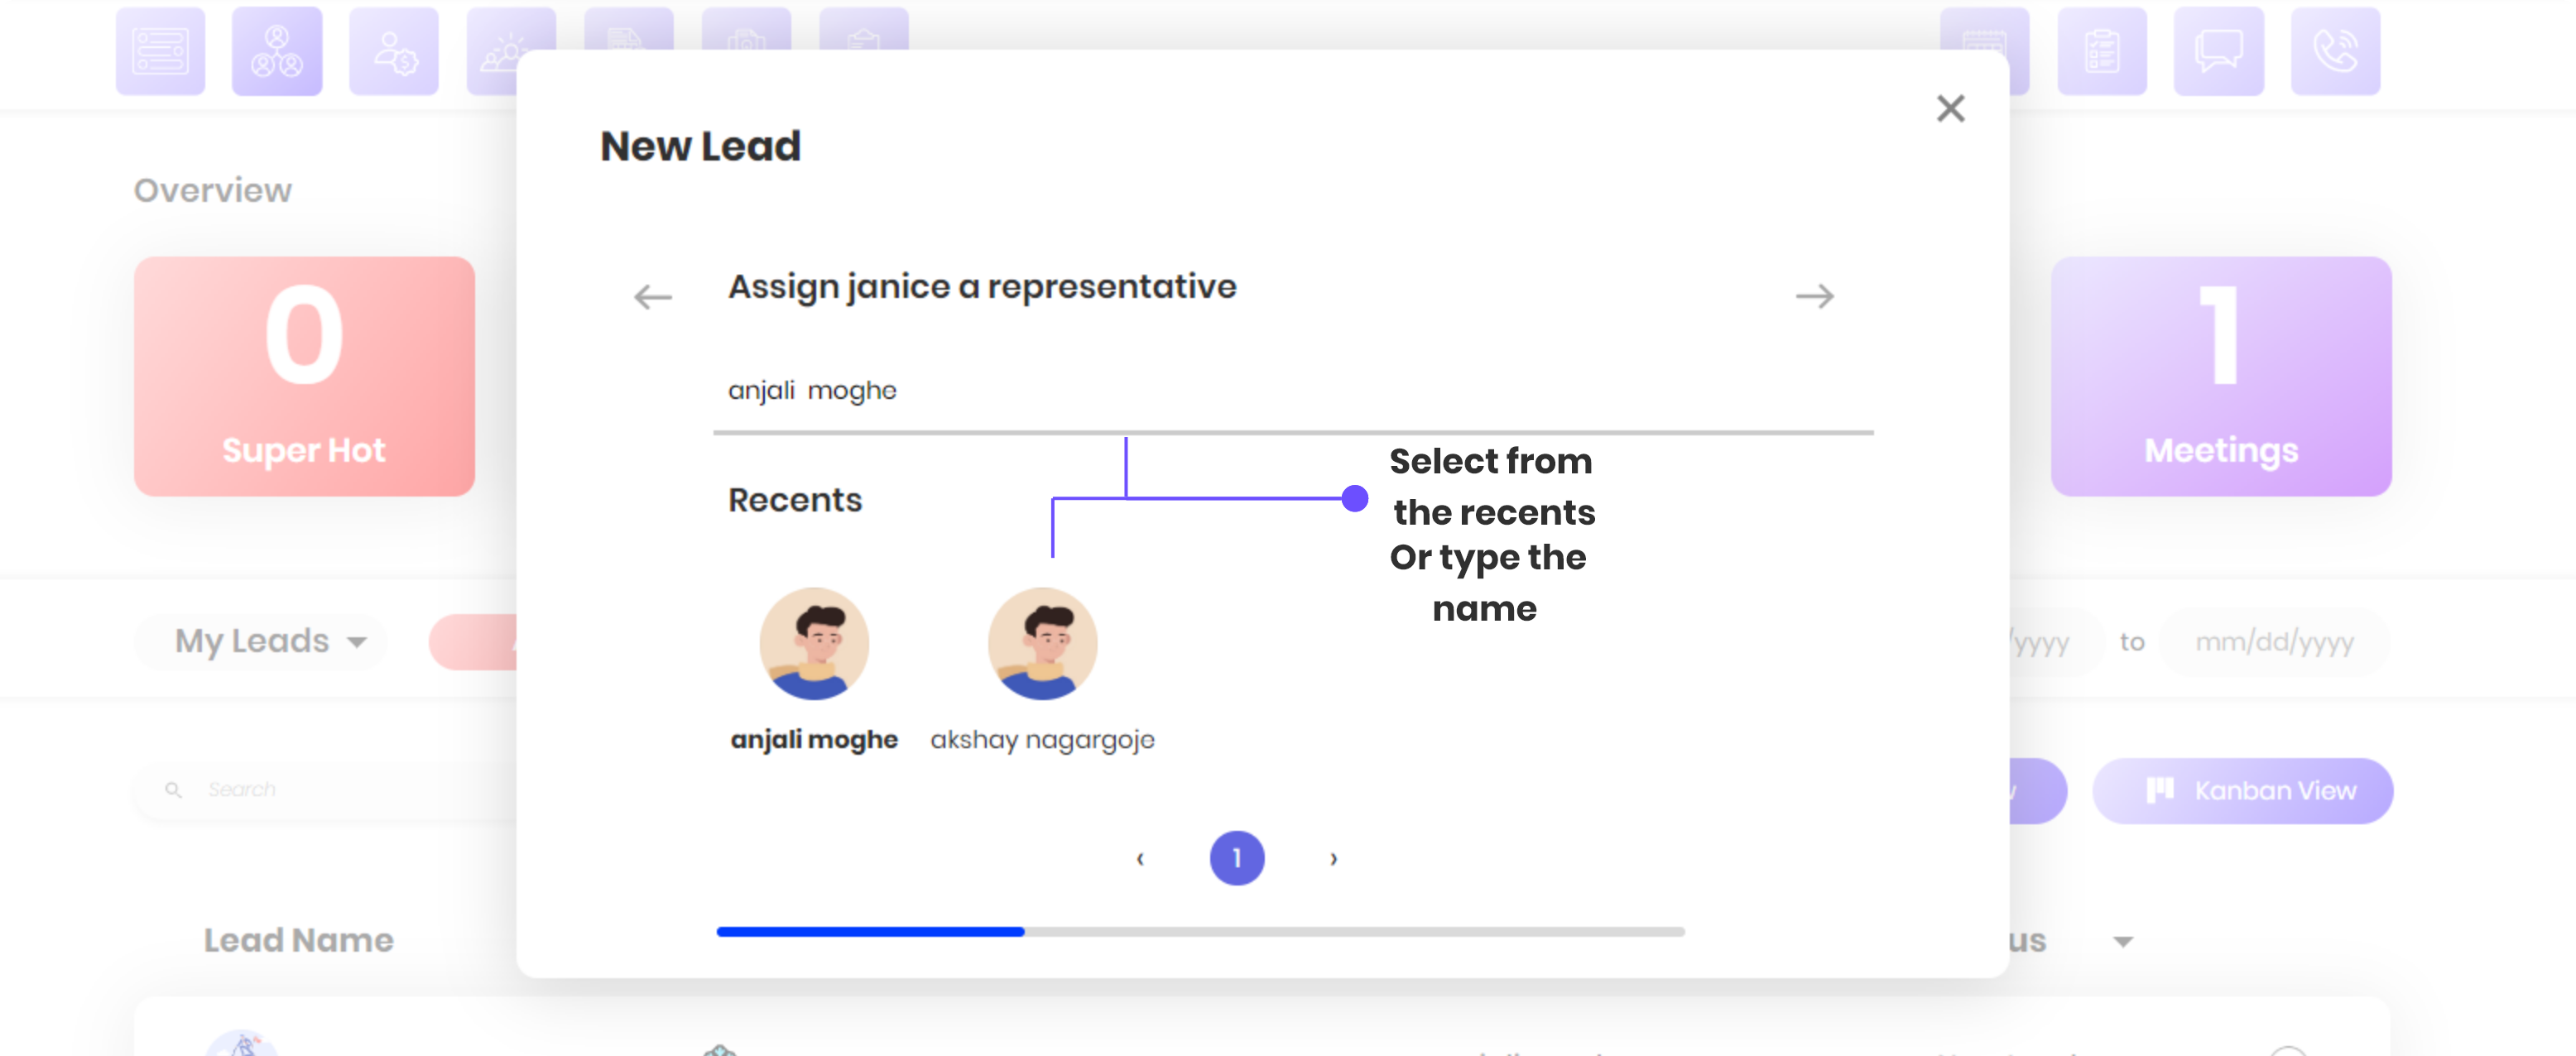 New Lead
Overview
0
Super Hot
1
Meetings
Assign janice a representative
anjali  moghe
Recents
Select from
the recents
Or type the
name
anjali moghe
akshay nagargoje
My Leads
/yyyy to mm/dd/yyyy
Search
Kanban View
‹ 1 ›
Lead Name
us